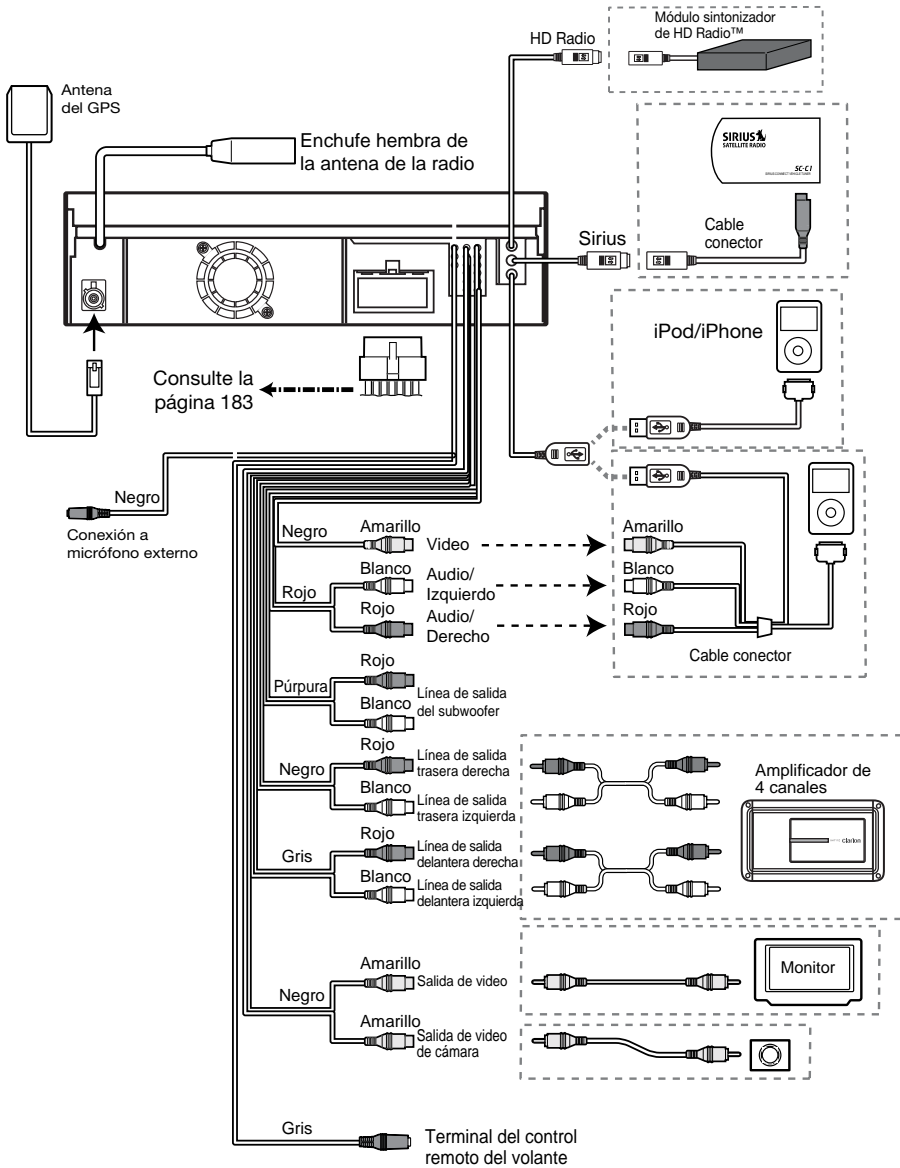 Módulo sintonizador
de HD Radio™
HD Radio
Antena
del GPS
Enchufe hembra de
la antena de la radio
SIRIUS
SATELLITE RADIO
SC-C1
Sirius
Cable
conector
iPod/iPhone
Consulte la
página 183
Negro
Conexión a
micrófono externo
Negro
Amarillo
Video
Amarillo
Rojo
Blanco
Audio/
Izquierdo
Blanco
Rojo
Audio/
Derecho
Rojo
Cable conector
Púrpura
Rojo
Blanco
Línea de salida
del subwoofer
Negro
Rojo
Línea de salida
trasera derecha
Blanco
Línea de salida
trasera izquierda
Amplificador de
4 canales
clarion
Gris
Rojo
Línea de salida
delantera derecha
Blanco
Línea de salida
delantera izquierda
Negro
Amarillo
Salida de video
Monitor
Amarillo
Salida de video
de cámara
Gris
Terminal del control
remoto del volante